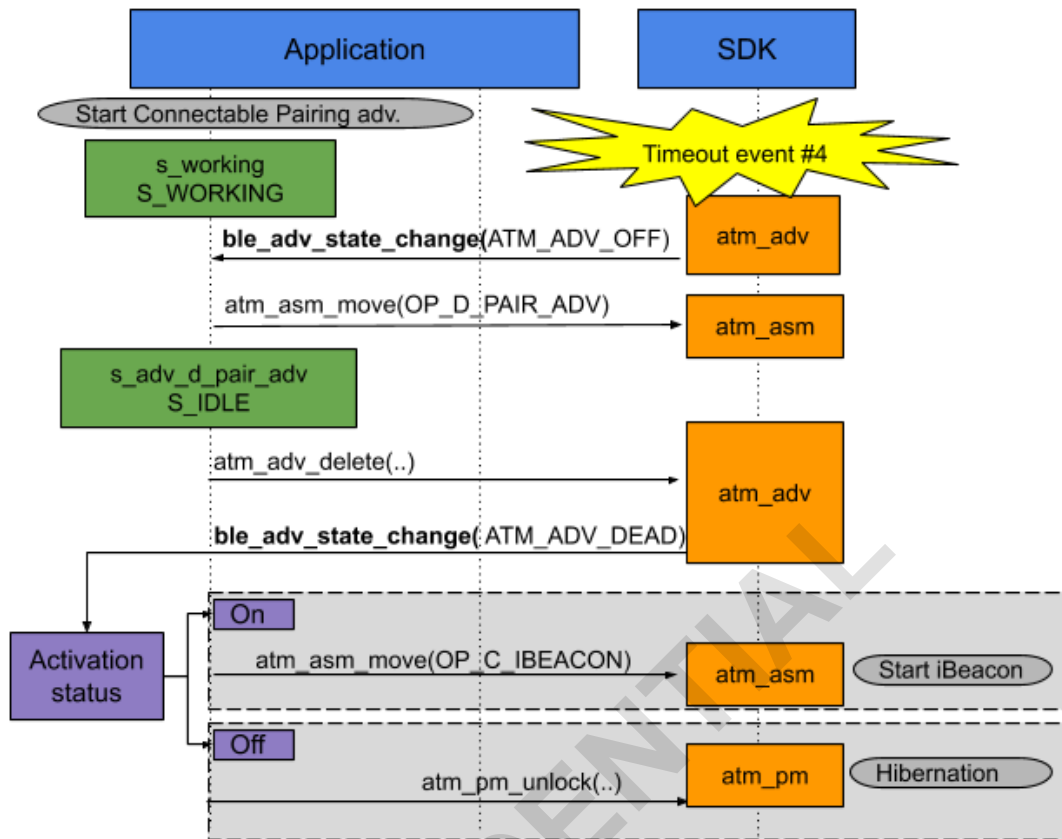 Application
SDK
Start Connectable Pairing adv.
Timeout event #4
s_working
S_WORKING
ble_adv_state_change(ATM_ADV_OFF)
atm_adv
atm_asm_move(OP_D_PAIR_ADV)
atm_asm
s_adv_d_pair_adv
S_IDLE
atm_adv_delete(..)
atm_adv
ble_adv_state_change( ATM_ADV_DEAD)
On
Activation
status
atm_asm_move(OP_C_IBEACON)
atm_asm
Start iBeacon
Off
atm_pm_unlock(..)
atm_pm
Hibernation
DENTIAL